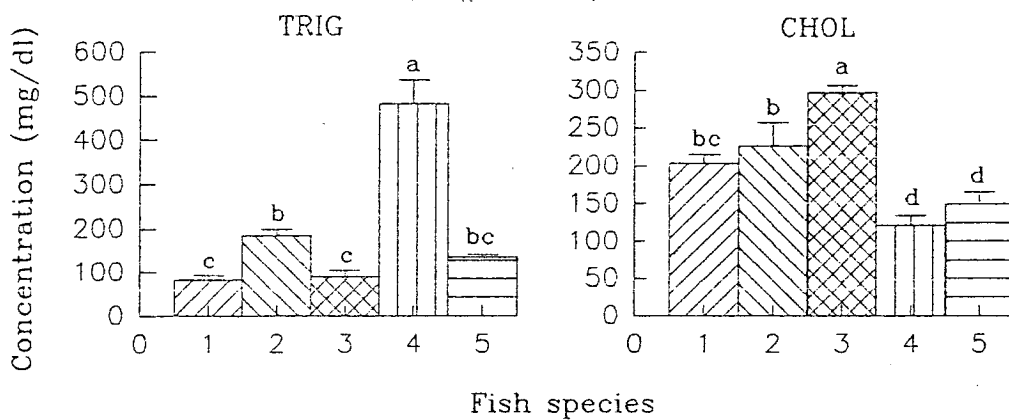 TRIG
CHOL
Concentration (mg/dl)
600
500
400
300
200
100
0
c
b
c
a
bc
0 1 2 3 4 5
350
300
250
200
150
100
50
0
bc
b
a
d
d
0 1 2 3 4 5
Fish species